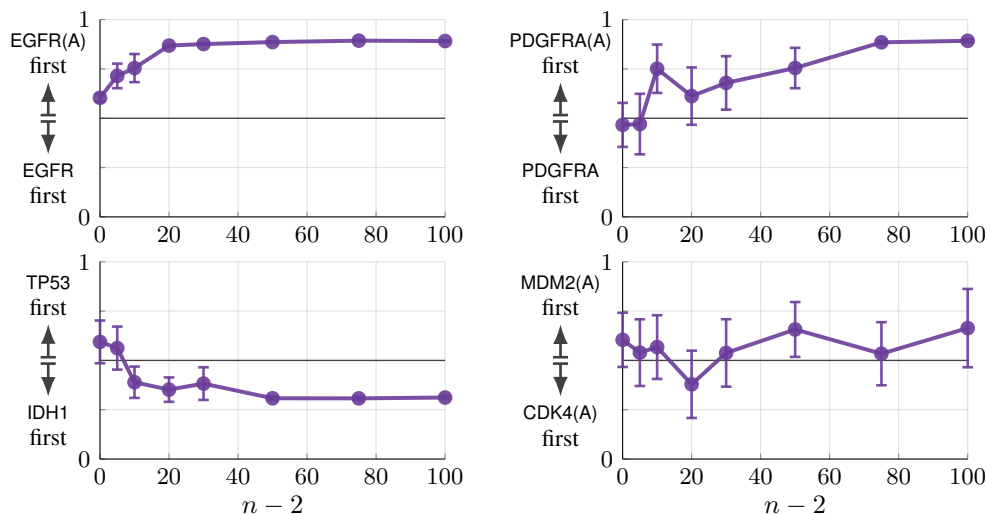 1
EGFR(A)
first
EGFR
first
0
0 20 40 60 80 100
1
PDGFRA(A)
first
PDGFRA
first
0
0 20 40 60 80 100
1
TP53
first
IDH1
first
0
0 20 40 60 80 100
n − 2
1
MDM2(A)
first
CDK4(A)
first
0
0 20 40 60 80 100
n − 2